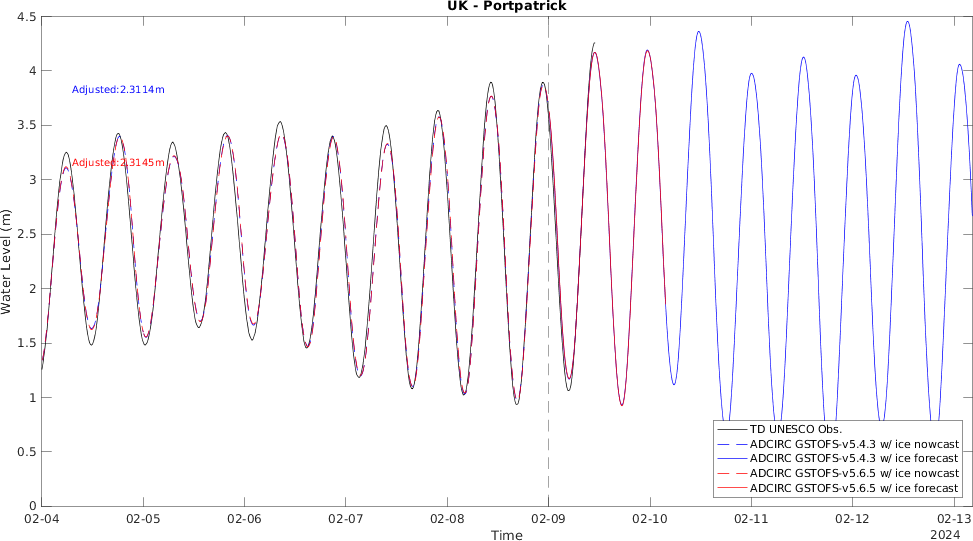 UK - Portpatrick
4.5
4
3.5
3
2.5
2
1.5
1
0.5
0
Water Level (m)
Adjusted:2.3114m
Adjusted:2.3145m
TD UNESCO Obs.
ADCIRC GSTOFS-v5.4.3 w/ ice nowcast
ADCIRC GSTOFS-v5.4.3 w/ ice forecast
ADCIRC GSTOFS-v5.6.5 w/ ice nowcast
ADCIRC GSTOFS-v5.6.5 w/ ice forecast
02-04 02-05 02-06 02-07 02-08 02-09 02-10 02-11 02-12 02-13
Time
2024